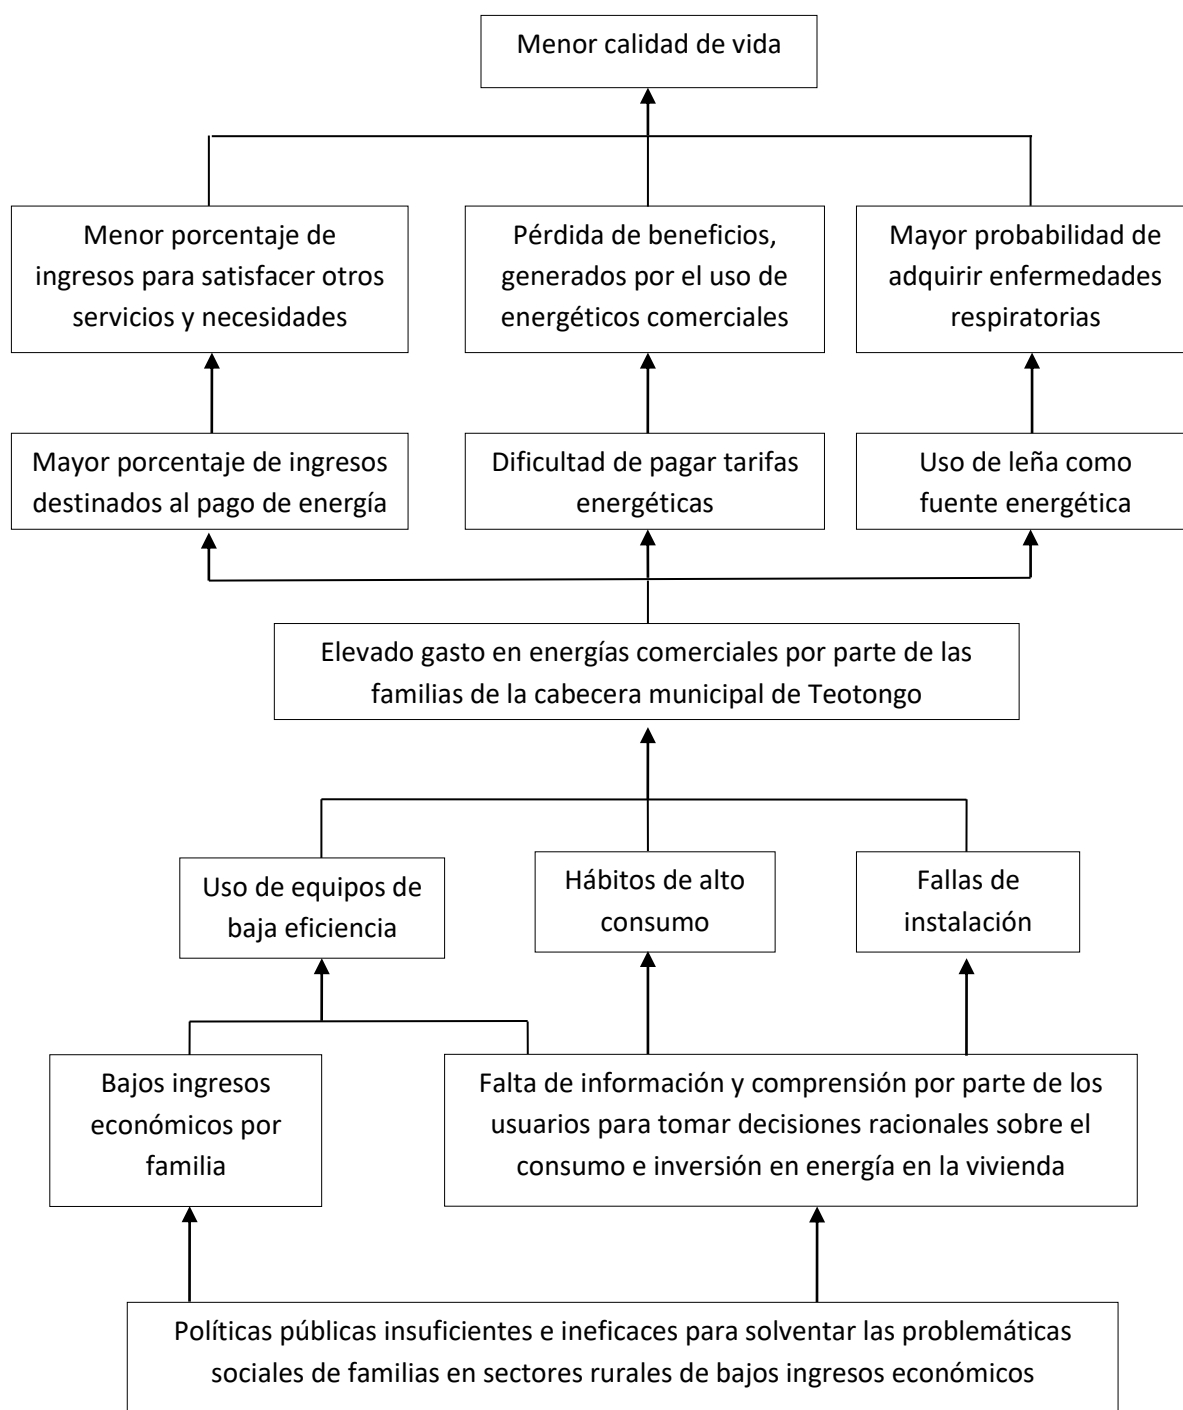 Menor calidad de vida
Menor porcentaje de
ingresos para satisfacer otros
servicios y necesidades
Pérdida de beneficios,
generados por el uso de
energéticos comerciales
Mayor probabilidad de
adquirir enfermedades
respiratorias
Mayor porcentaje de ingresos
destinados al pago de energía
Dificultad de pagar tarifas
energéticas
Uso de leña como
fuente energética
Elevado gasto en energías comerciales por parte de las
familias de la cabecera municipal de Teotongo
Uso de equipos de
baja eficiencia
Hábitos de alto
consumo
Fallas de
instalación
Bajos ingresos
económicos por
familia
Falta de información y comprensión por parte de los
usuarios para tomar decisiones racionales sobre el
consumo e inversión en energía en la vivienda
Políticas públicas insuficientes e ineficaces para solventar las problemáticas
sociales de familias en sectores rurales de bajos ingresos económicos